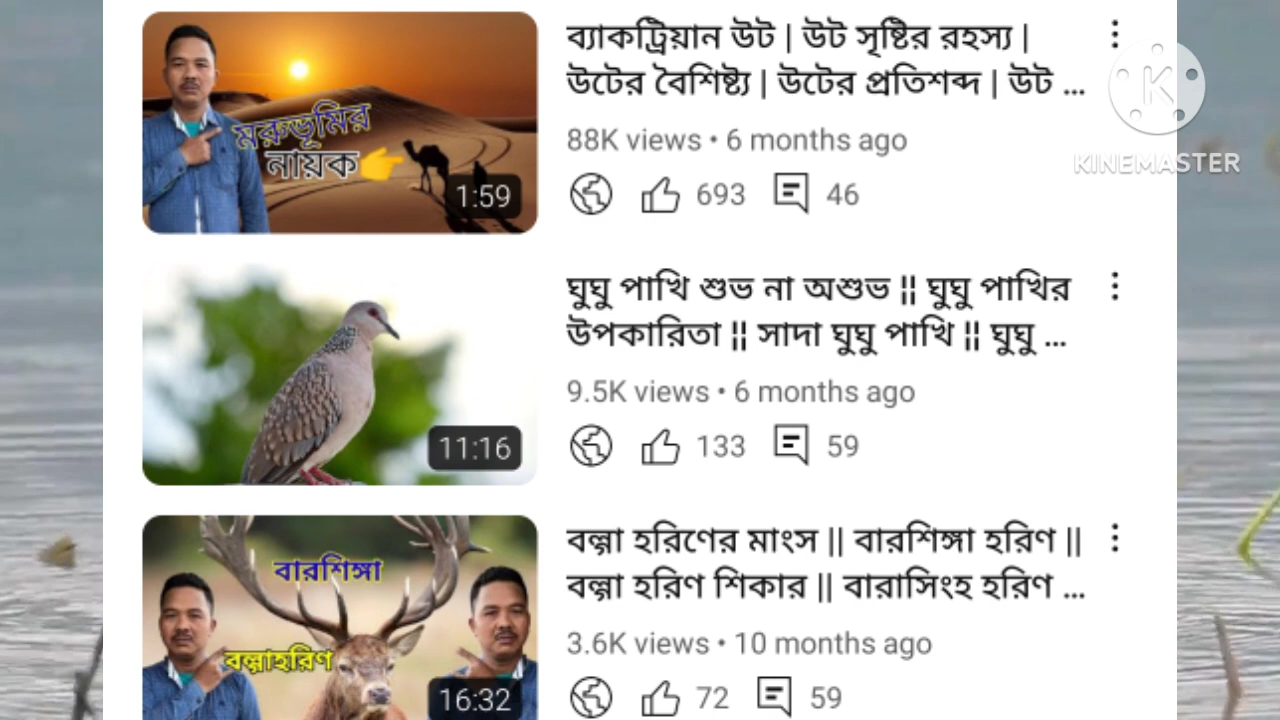 মরুভূমির
নায়ক
1:59
ব্যাকট্রিয়ান উট | উট সৃষ্টির রহস্য |
উটের বৈশিষ্ট্য | উটের প্রতিশব্দ | উট ...
88K views • 6 months ago
693 46
K
KINEMASTER
11:16
ঘুঘু পাখি শুভ না অশুভ ¦¦ ঘুঘু পাখির
উপকারিতা ¦¦ সাদা ঘুঘু পাখি ¦¦ ঘুঘু ...
9.5K views • 6 months ago
133 59
বারশিঙ্গা
বল্গাহরিণ
16:32
বল্গা হরিণের মাংস || বারশিঙ্গা হরিণ ||
বল্গা হরিণ শিকার || বারাসিংহ হরিণ ...
3.6K views • 10 months ago
72 59